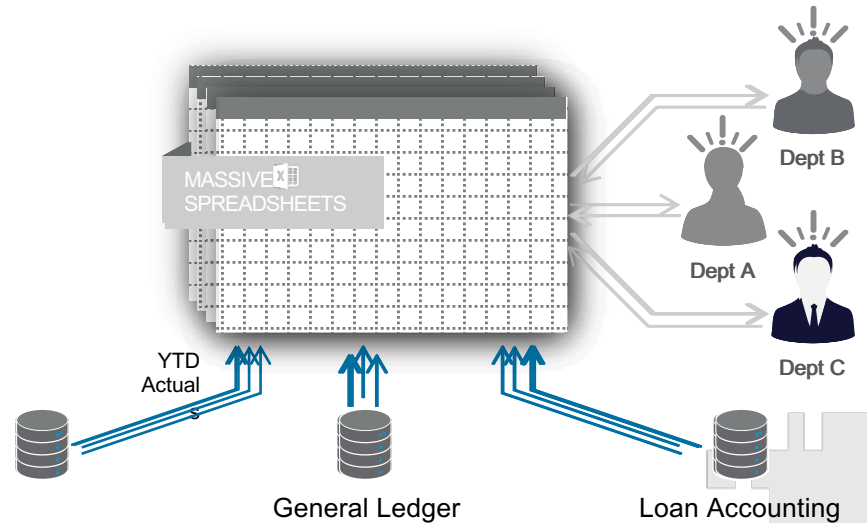 Dept B
MASSIVE
SPREADSHEETS
Dept A
YTD
Actual
s
Dept C
General Ledger
Loan Accounting